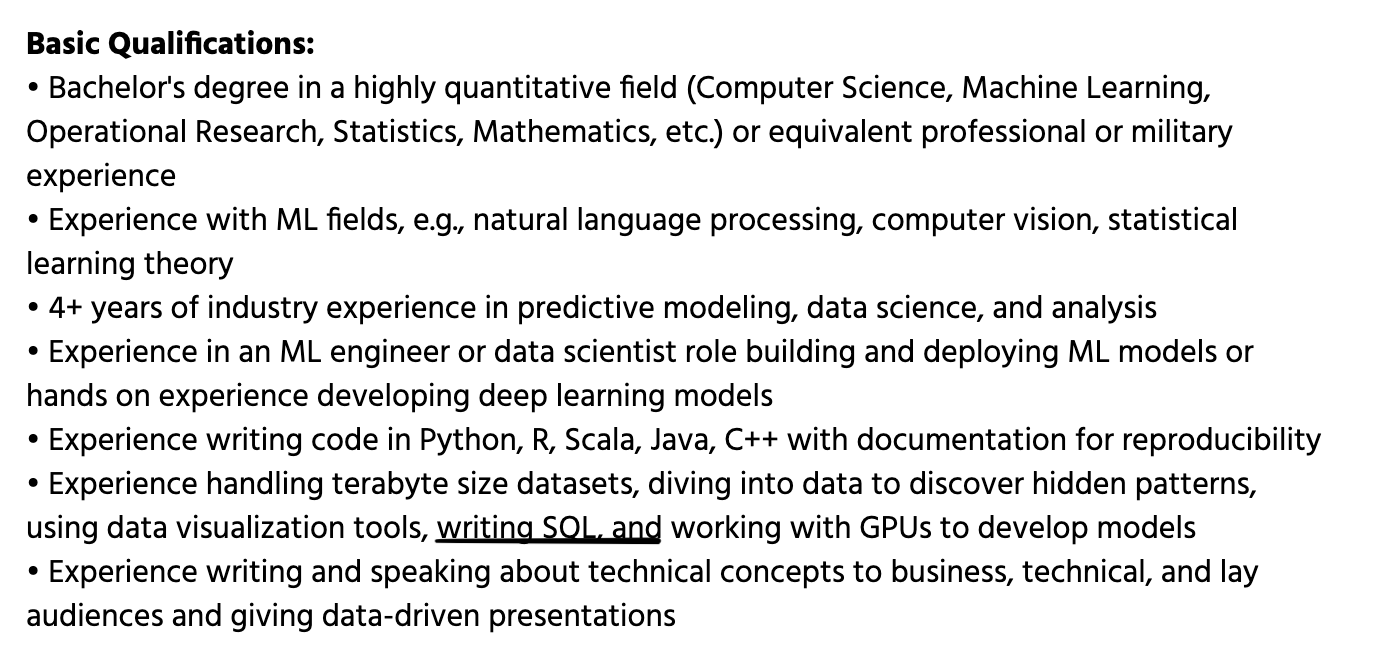 Basic Qualifications:
• Bachelor's degree in a highly quantitative field (Computer Science, Machine Learning,
Operational Research, Statistics, Mathematics, etc.) or equivalent professional or military
experience
• Experience with ML fields, e.g., natural language processing, computer vision, statistical
learning theory
• 4+ years of industry experience in predictive modeling, data science, and analysis
• Experience in an ML engineer or data scientist role building and deploying ML models or
hands on experience developing deep learning models
• Experience writing code in Python, R, Scala, Java, C++ with documentation for reproducibility
• Experience handling terabyte size datasets, diving into data to discover hidden patterns,
using data visualization tools, writing SQL, and working with GPUs to develop models
• Experience writing and speaking about technical concepts to business, technical, and lay
audiences and giving data-driven presentations